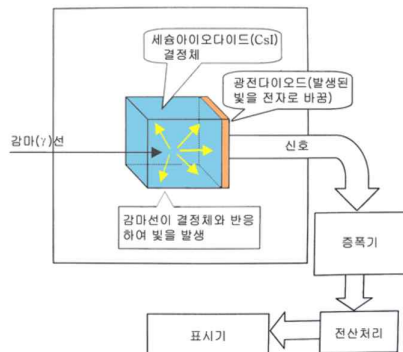 세슘아이오다이드(CsI)
결정체
광전다이오드(발생된
빛을 전자로 바꿈)
감마(γ)선
신호
감마선이 결정체와 반응
하여 빛을 발생
증폭기
표시기
전산처리